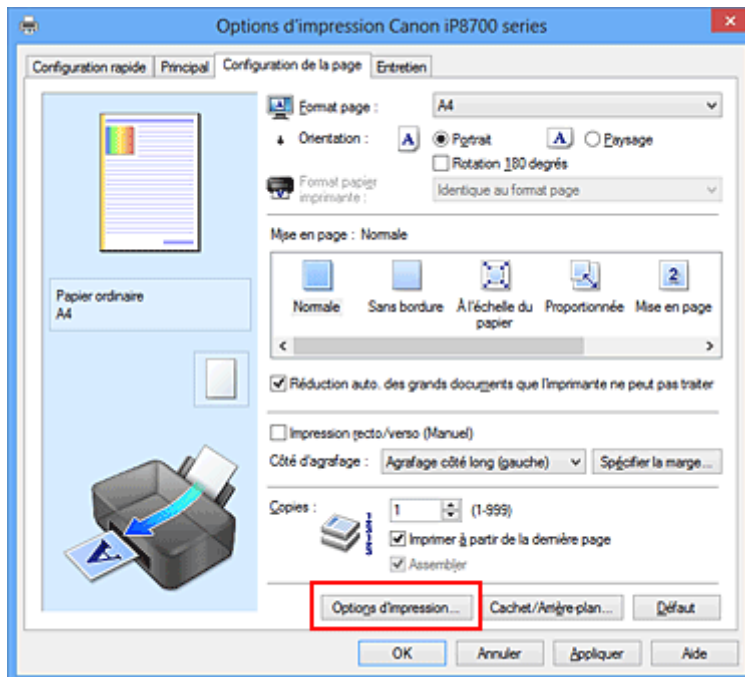 Options d'impression Canon iP8700 series
Configuration rapide Principal Configuration de la page Entretien
Format page : A4
Orientation : A Portrait A Paysage
Rotation 180 degrés
Format papier imprimante : Identique au format page
Mise en page : Normale
Normale Sans bordure À l'échelle du papier Proportionnée 2 Mise en page
Papier ordinaire
A4
Réduction auto. des grands documents que l'imprimante ne peut pas traiter
Impression recto/verso (Manuel)
Côté d'agrafage : Agrafage côté long (gauche) Spécifier la marge...
Copies : 1 (1-999)
Imprimer à partir de la dernière page
Assembler
Options d'impression... Cachet/Arrière-plan... Défaut
OK Annuler Appliquer Aide